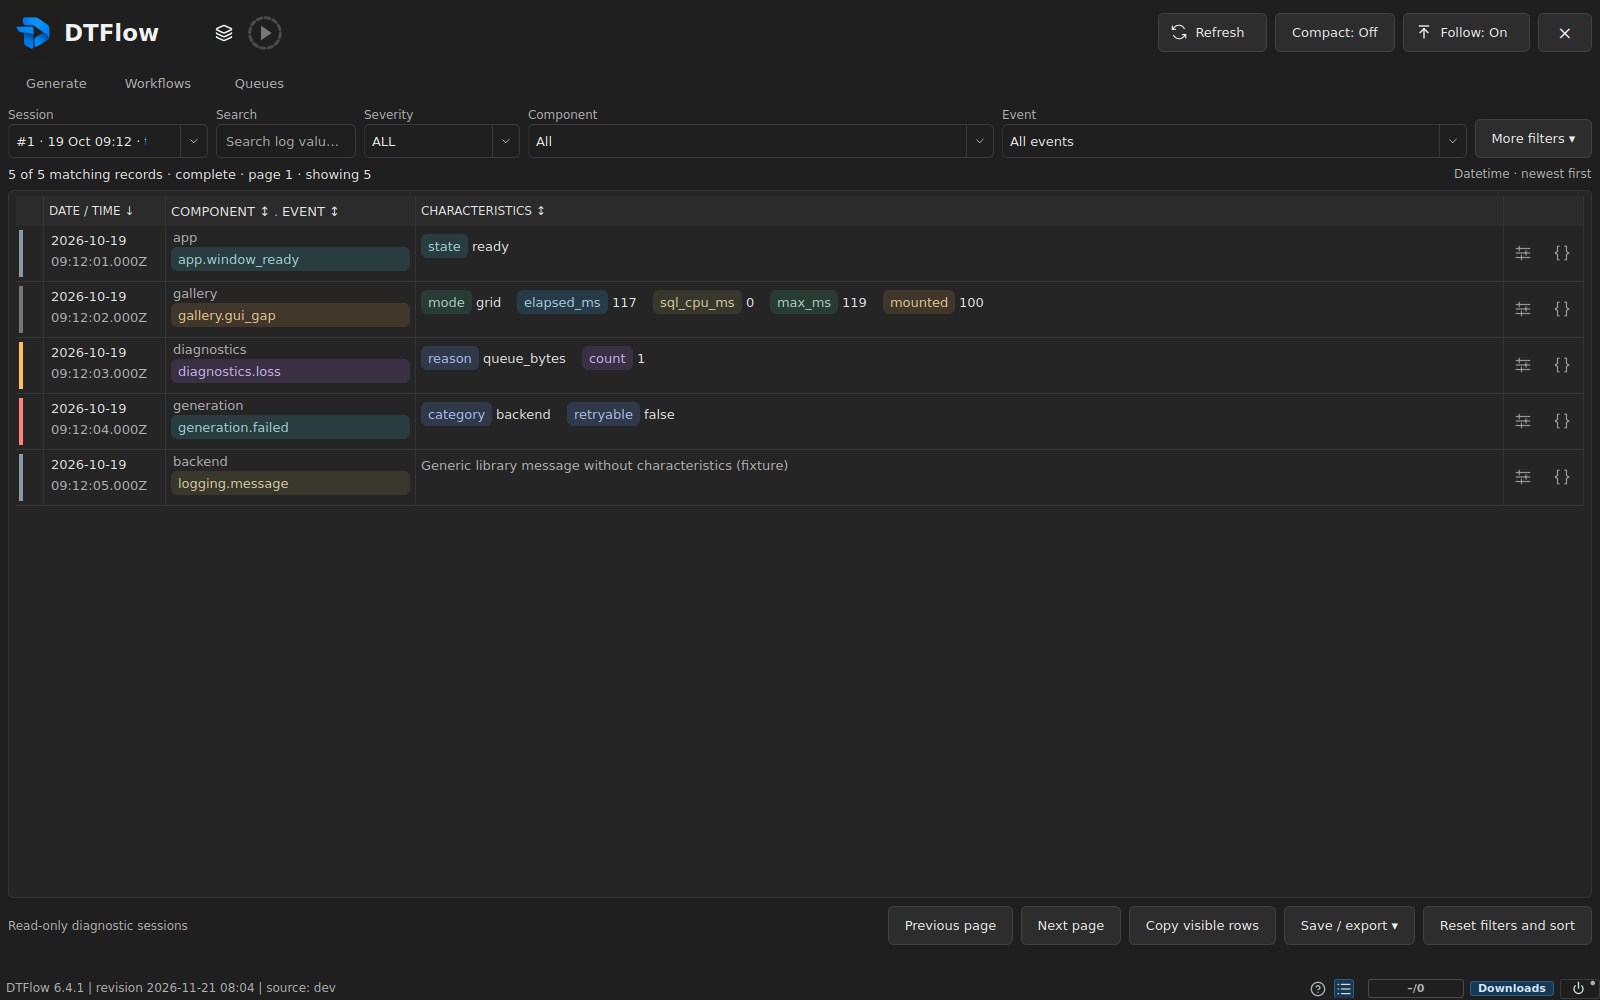 DTFlow
Refresh
Compact: Off
Follow: On
Generate
Workflows
Queues
Session
Search
Severity
Component
Event
#1 · 19 Oct 09:12 ·
Search log valu...
ALL
All
All events
More filters ▾
5 of 5 matching records · complete · page 1 · showing 5
Datetime · newest first
DATE / TIME ↓
COMPONENT ↕ . EVENT ↕
CHARACTERISTICS ↕
2026-10-19
09:12:01.000Z
app
app.window_ready
state ready
{ }
2026-10-19
09:12:02.000Z
gallery
gallery.gui_gap
mode grid elapsed_ms 117 sql_cpu_ms 0 max_ms 119 mounted 100
{ }
2026-10-19
09:12:03.000Z
diagnostics
diagnostics.loss
reason queue_bytes count 1
{ }
2026-10-19
09:12:04.000Z
generation
generation.failed
category backend retryable false
{ }
2026-10-19
09:12:05.000Z
backend
logging.message
Generic library message without characteristics (fixture)
{ }
Read-only diagnostic sessions
Previous page
Next page
Copy visible rows
Save / export ▾
Reset filters and sort
DTFlow 6.4.1 | revision 2026-11-21 08:04 | source: dev
-/0
Downloads